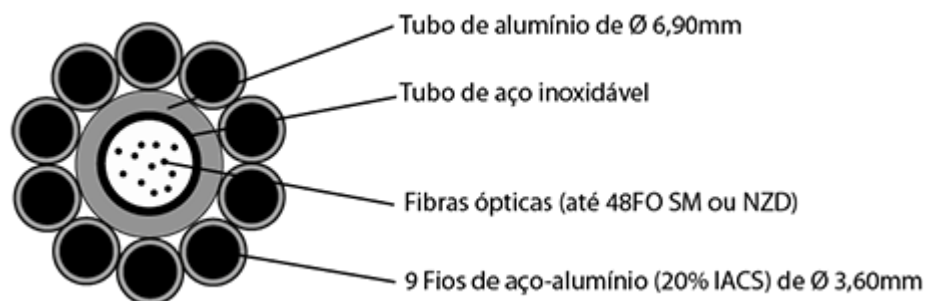 Tubo de alumínio de Ø 6,90mm
Tubo de aço inoxidável
Fibras ópticas (até 48FO SM ou NZD)
9 Fios de aço-alumínio (20% IACS) de Ø 3,60mm